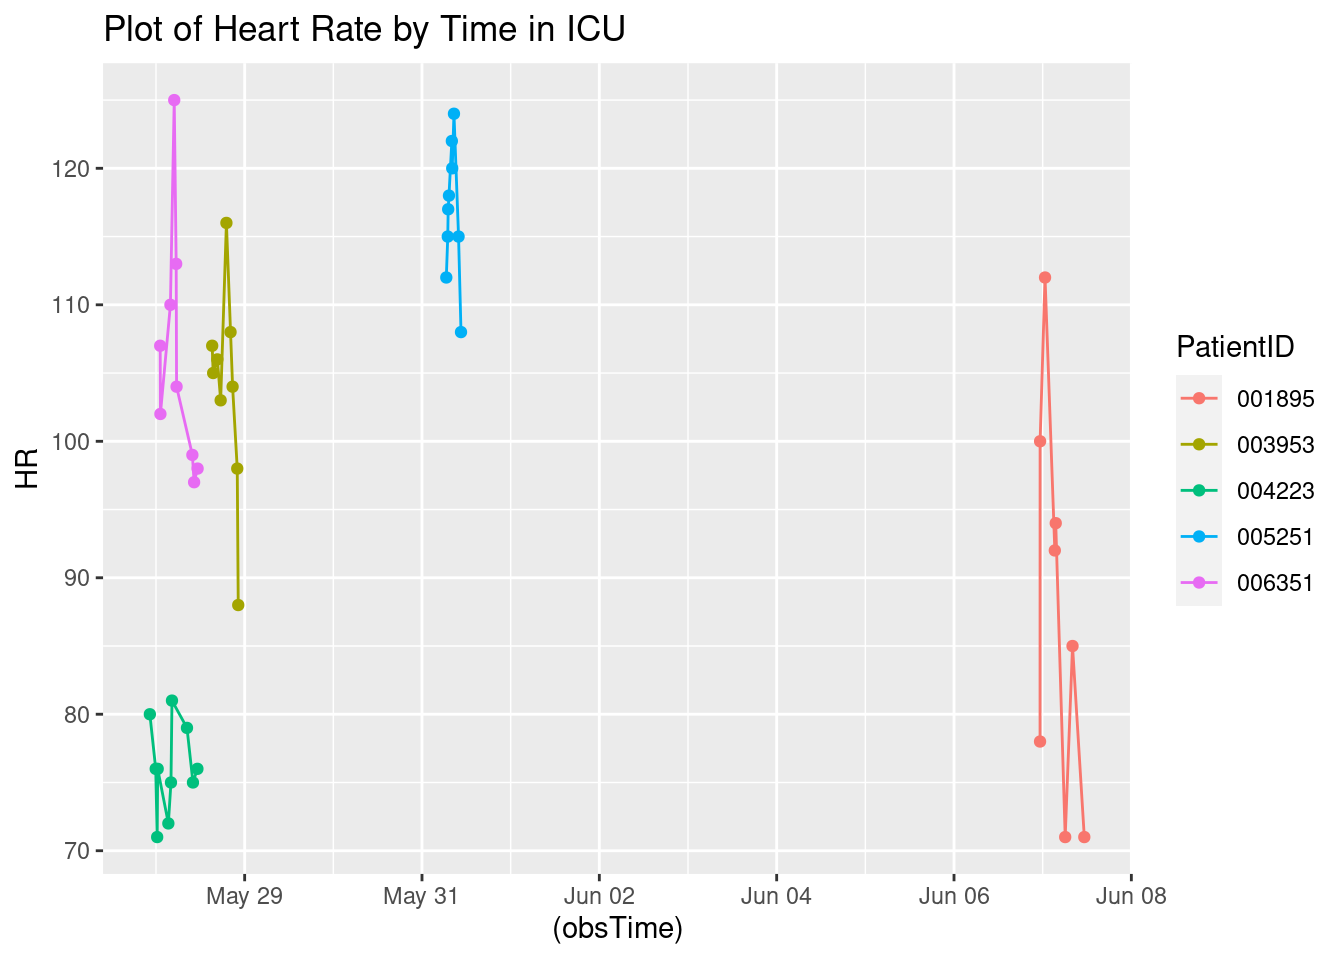 Plot of Heart Rate by Time in ICU
HR
120
110
100
90
80
70
May 29
May 31
Jun 02
Jun 04
Jun 06
Jun 08
(obsTime)
PatientID
001895
003953
004223
005251
006351